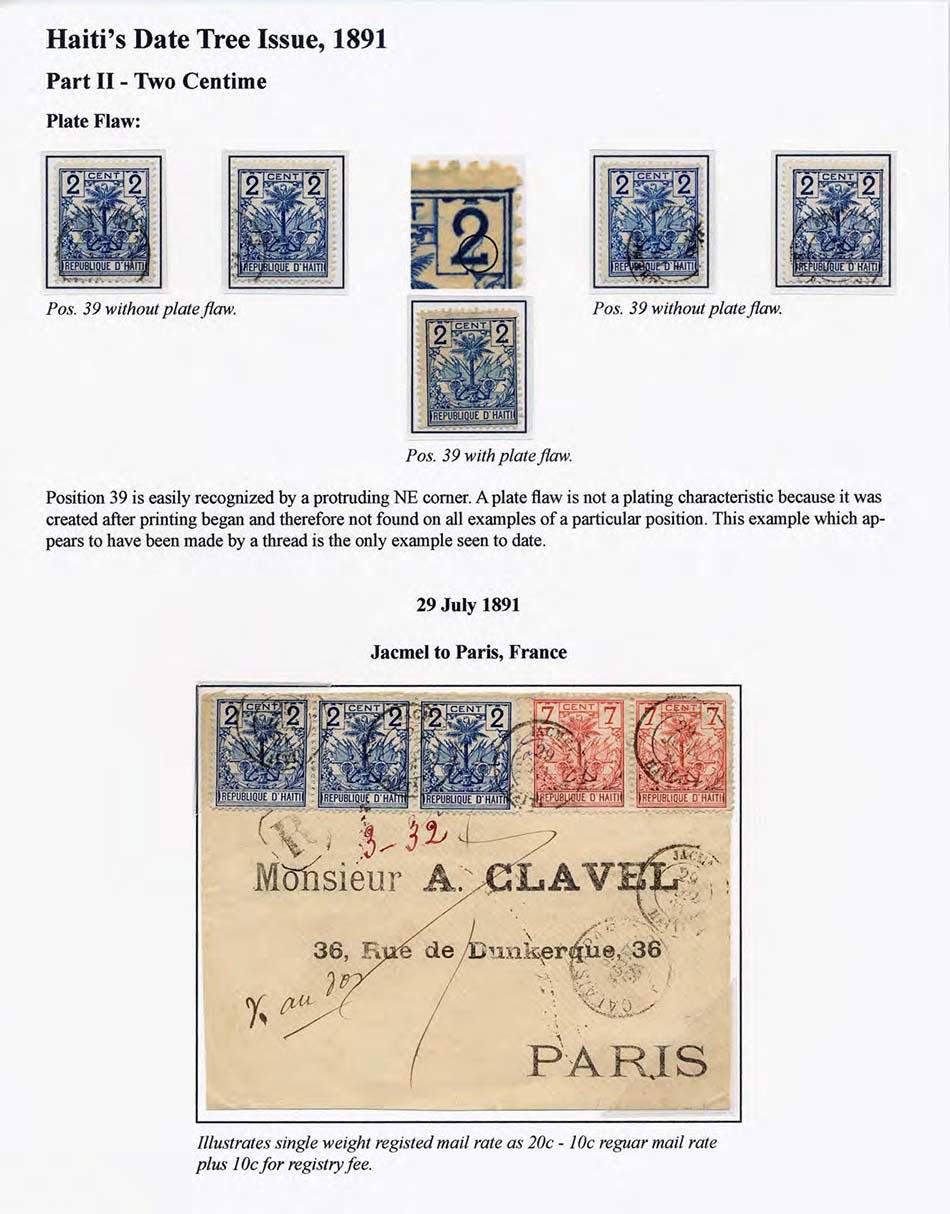 Haiti’s Date Tree Issue, 1891
Part II - Two Centime
Plate Flaw:
2 CENT 2
REPUBLIQUE D'HAITI
2 CENT 2
REPUBLIQUE D'HAITI
2
2 CENT 2
REPUBLIQUE D'HAITI
2 CENT 2
REPUBLIQUE D'HAITI
Pos. 39 without plate flaw.
Pos. 39 without plate flaw.
2 CENT 2
REPUBLIQUE D'HAITI
Pos. 39 with plate flaw.
Position 39 is easily recognized by a protruding NE corner. A plate flaw is not a plating characteristic because it was
created after printing began and therefore not found on all examples of a particular position. This example which ap-
pears to have been made by a thread is the only example seen to date.
29 July 1891
Jacmel to Paris, France
2 CENT 2 2 CENT 2 2 CENT 2 7 CENT 7 7 CENT 7
REPUBLIQUE D'HAITI REPUBLIQUE D'HAITI REPUBLIQUE D'HAITI REPUBLIQUE D'HAITI REPUBLIQUE D'HAITI
R
3-32
Monsieur A. CLAVEL
JACM
29
36, Rue de Dunkerque, 36
CALAIS
PARIS
Illustrates single weight registed mail rate as 20c - 10c reguar mail rate
plus 10c for registry fee.